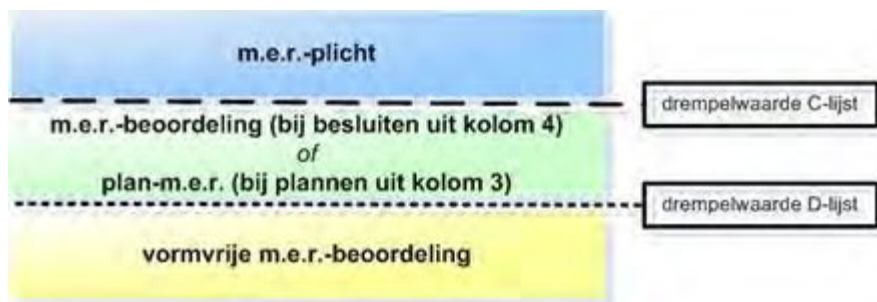 m.e.r.-plicht
drempelwaarde C-lijst
m.e.r.-beoordeling (bij besluiten uit kolom 4)
of
plan-m.e.r. (bij plannen uit kolom 3)
drempelwaarde D-lijst
vormvrije m.e.r.-beoordeling